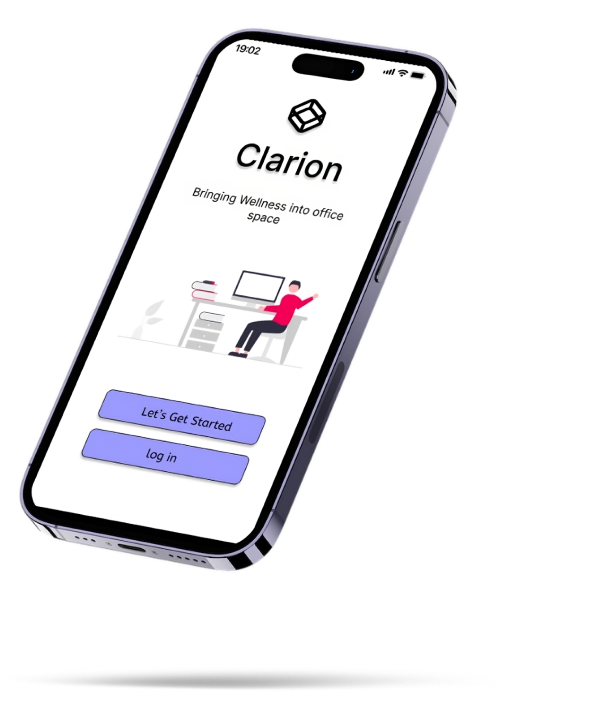 19:02
Clarion
Bringing Wellness into office
space
Let's Get Started
log in